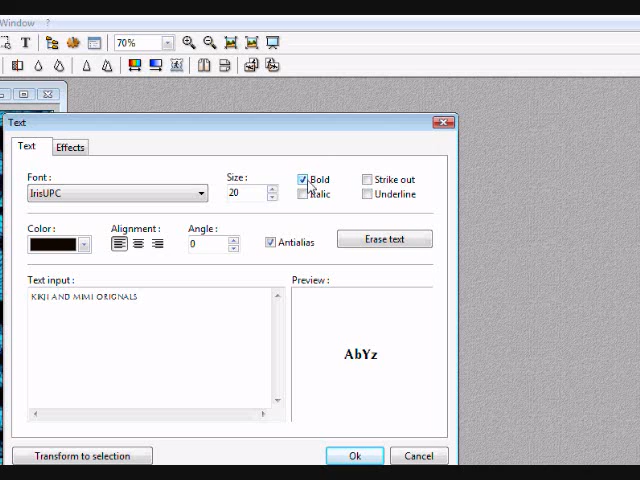 Window ?
T 70%
Text
Text Effects
Font :
Size :
IrisUPC
20
Bold
Strike out
Italic
Underline
Color :
Alignment :
Angle :
0
Antialias
Erase text
Text input :
Preview :
KIKJI AND MIMI ORIGNALS
AbYz
Transform to selection
Ok
Cancel